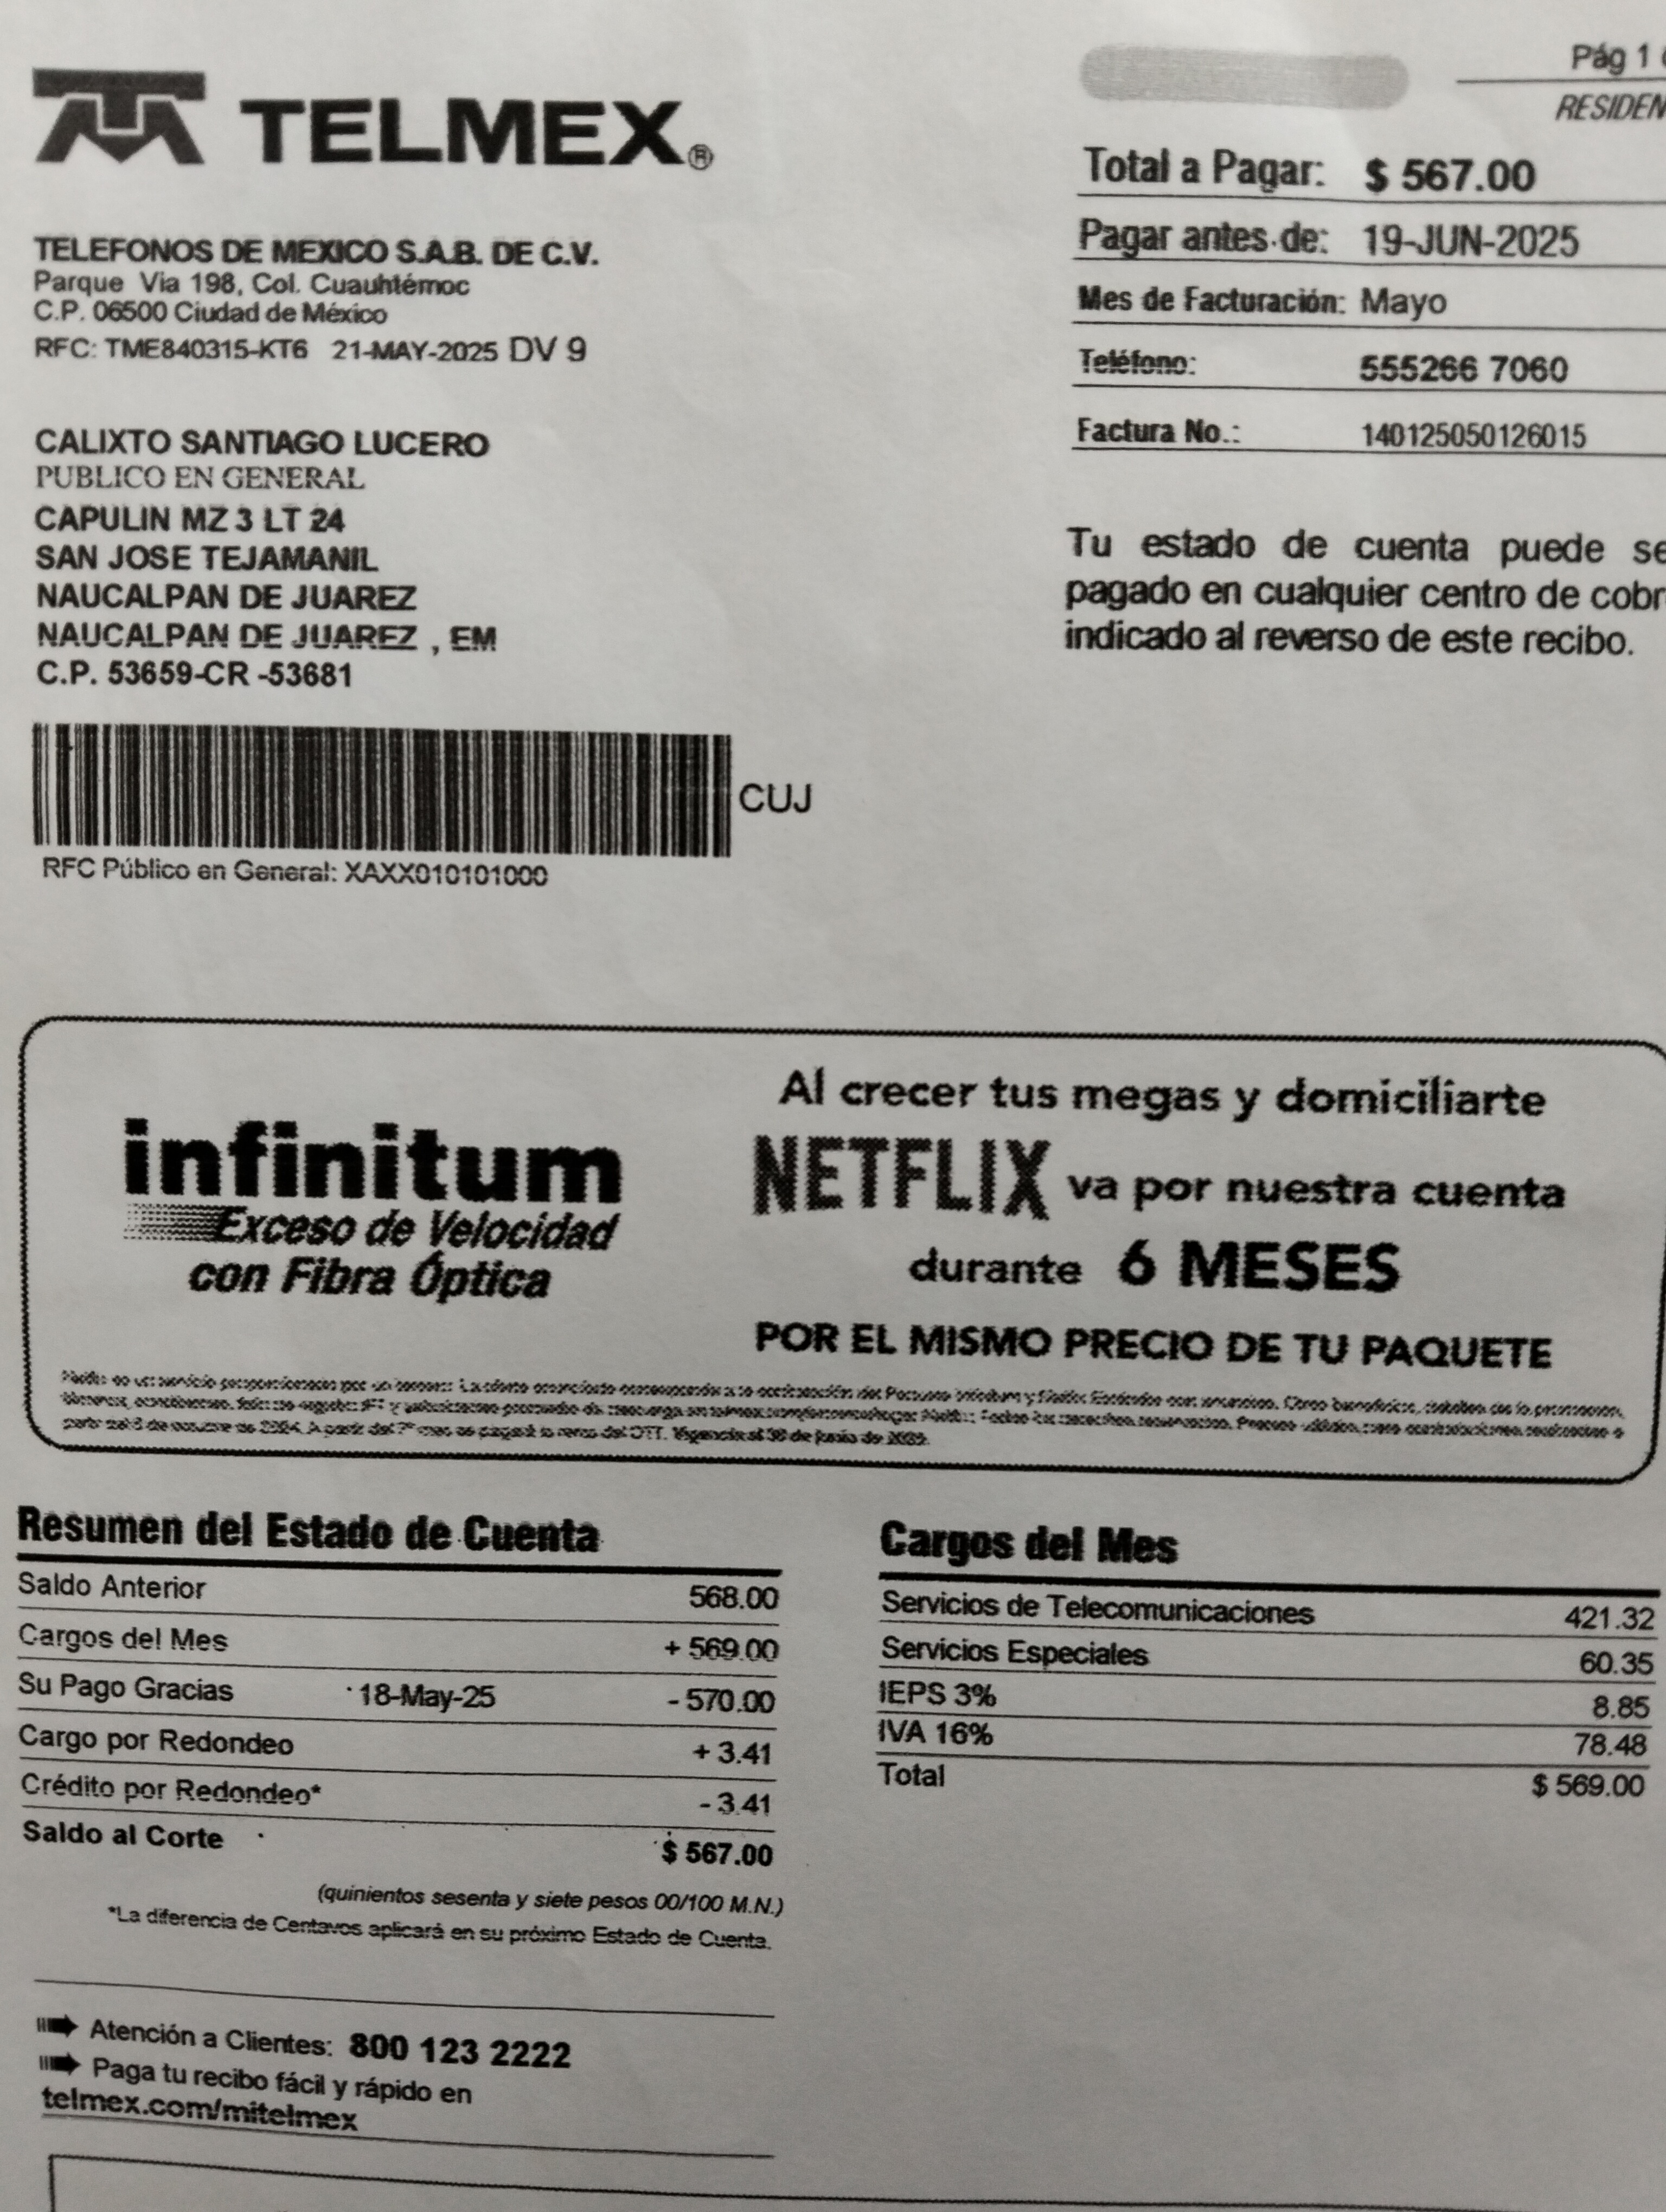 Pág 1
RESIDEN
TELMEX®
Total a Pagar: $ 567.00
Pagar antes de: 19-JUN-2025
Mes de Facturación: Mayo
Teléfono: 555266 7060
Factura No.: 140125050126015
TELEFONOS DE MEXICO S.A.B. DE C.V.
Parque Via 198, Col. Cuauhtémoc
C.P. 06500 Ciudad de México
RFC: TME840315-KT6 21-MAY-2025 DV 9
CALIXTO SANTIAGO LUCERO
PUBLICO EN GENERAL
CAPULIN MZ 3 LT 24
SAN JOSE TEJAMANIL
NAUCALPAN DE JUAREZ
NAUCALPAN DE JUAREZ , EM
C.P. 53659-CR -53681
Tu estado de cuenta puede se
pagado en cualquier centro de cobr
indicado al reverso de este recibo.
CUJ
RFC Público en General: XAXX010101000
infinitum
Exceso de Velocidad
con Fibra Óptica
Al crecer tus megas y domiciliarte
NETFLIX va por nuestra cuenta
durante 6 MESES
POR EL MISMO PRECIO DE TU PAQUETE
Resumen del Estado de Cuenta
Saldo Anterior 568.00
Cargos del Mes + 569.00
Su Pago Gracias 18-May-25 - 570.00
Cargo por Redondeo + 3.41
Crédito por Redondeo* - 3.41
Saldo al Corte $ 567.00
(quinientos sesenta y siete pesos 00/100 M.N.)
*La diferencia de Centavos aplicará en su próximo Estado de Cuenta.
Cargos del Mes
Servicios de Telecomunicaciones 421.32
Servicios Especiales 60.35
IEPS 3% 8.85
IVA 16% 78.48
Total $ 569.00
Atención a Clientes: 800 123 2222
Paga tu recibo fácil y rápido en
telmex.com/mitelmex